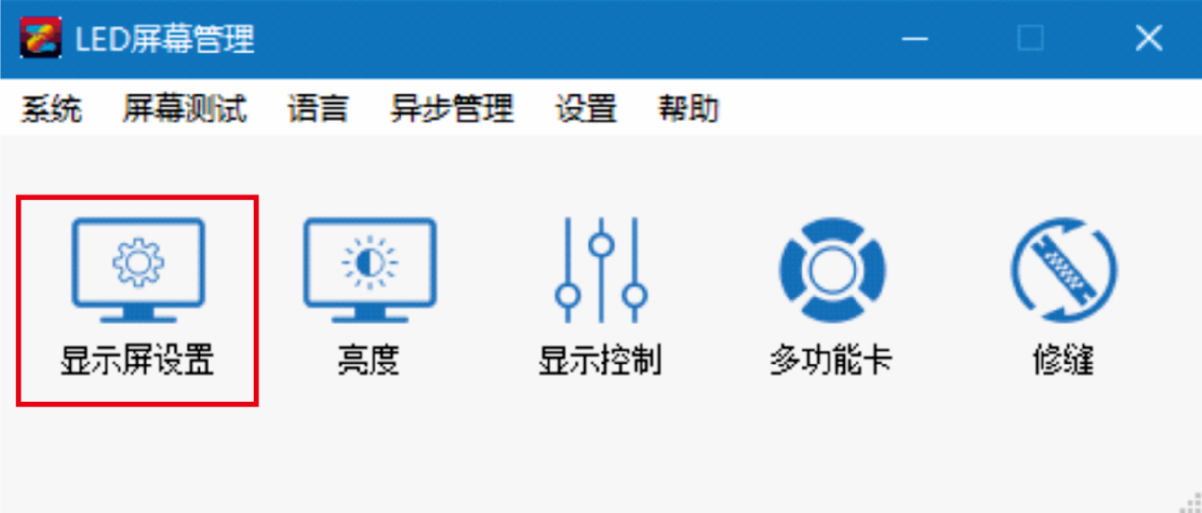 LED屏幕管理
系统 屏幕测试 语言 异步管理 设置 帮助
显示屏设置 亮度 显示控制 多功能卡 修缝